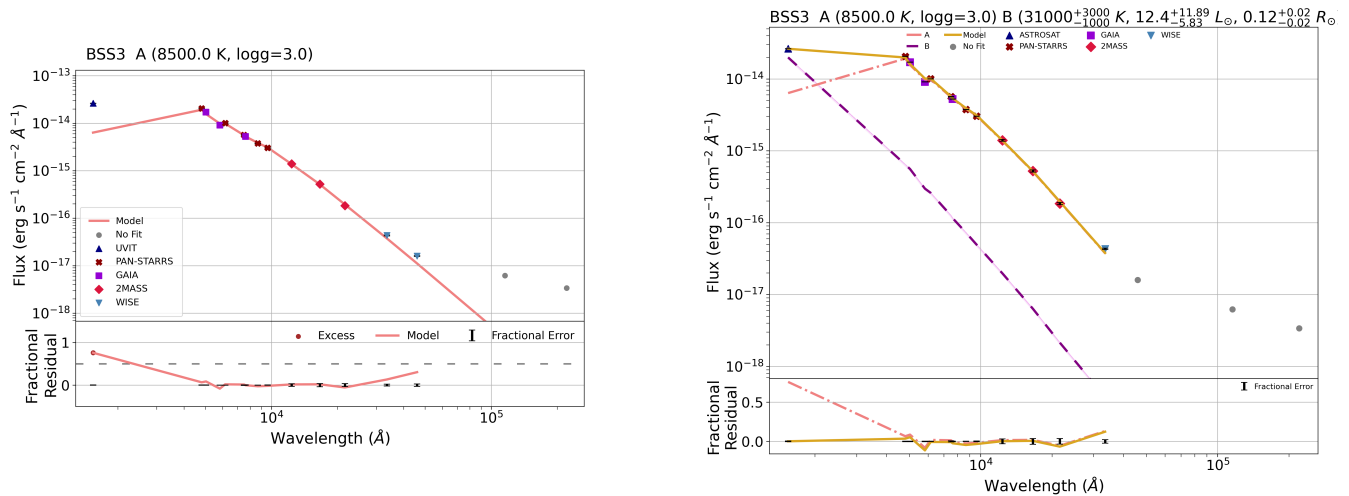 BSS3 A (8500.0 K, logg=3.0)
10⁻¹³
10⁻¹⁴
10⁻¹⁵
10⁻¹⁶
10⁻¹⁷
10⁻¹⁸
Flux (erg s⁻¹ cm⁻² Å⁻¹)
Model
No Fit
UVIT
PAN-STARRS
GAIA
2MASS
WISE
Excess Model Fractional Error
1
0
Fractional
Residual
10⁴ 10⁵
Wavelength (Å)
BSS3 A (8500.0 K, logg=3.0) B (31000⁺³⁰⁰⁰₋₁₀₀₀ K, 12.4⁺¹¹·⁸⁹₋₅.₈₃ L⊙, 0.12⁺⁰·⁰²₋₀.₀₂ R⊙
A Model ASTROSAT GAIA WISE
B No Fit PAN-STARRS 2MASS
10⁻¹⁴
10⁻¹⁵
10⁻¹⁶
10⁻¹⁷
10⁻¹⁸
Flux (erg s⁻¹ cm⁻² Å⁻¹)
Fractional Error
0.5
0.0
Fractional
Residual
10⁴ 10⁵
Wavelength (Å)